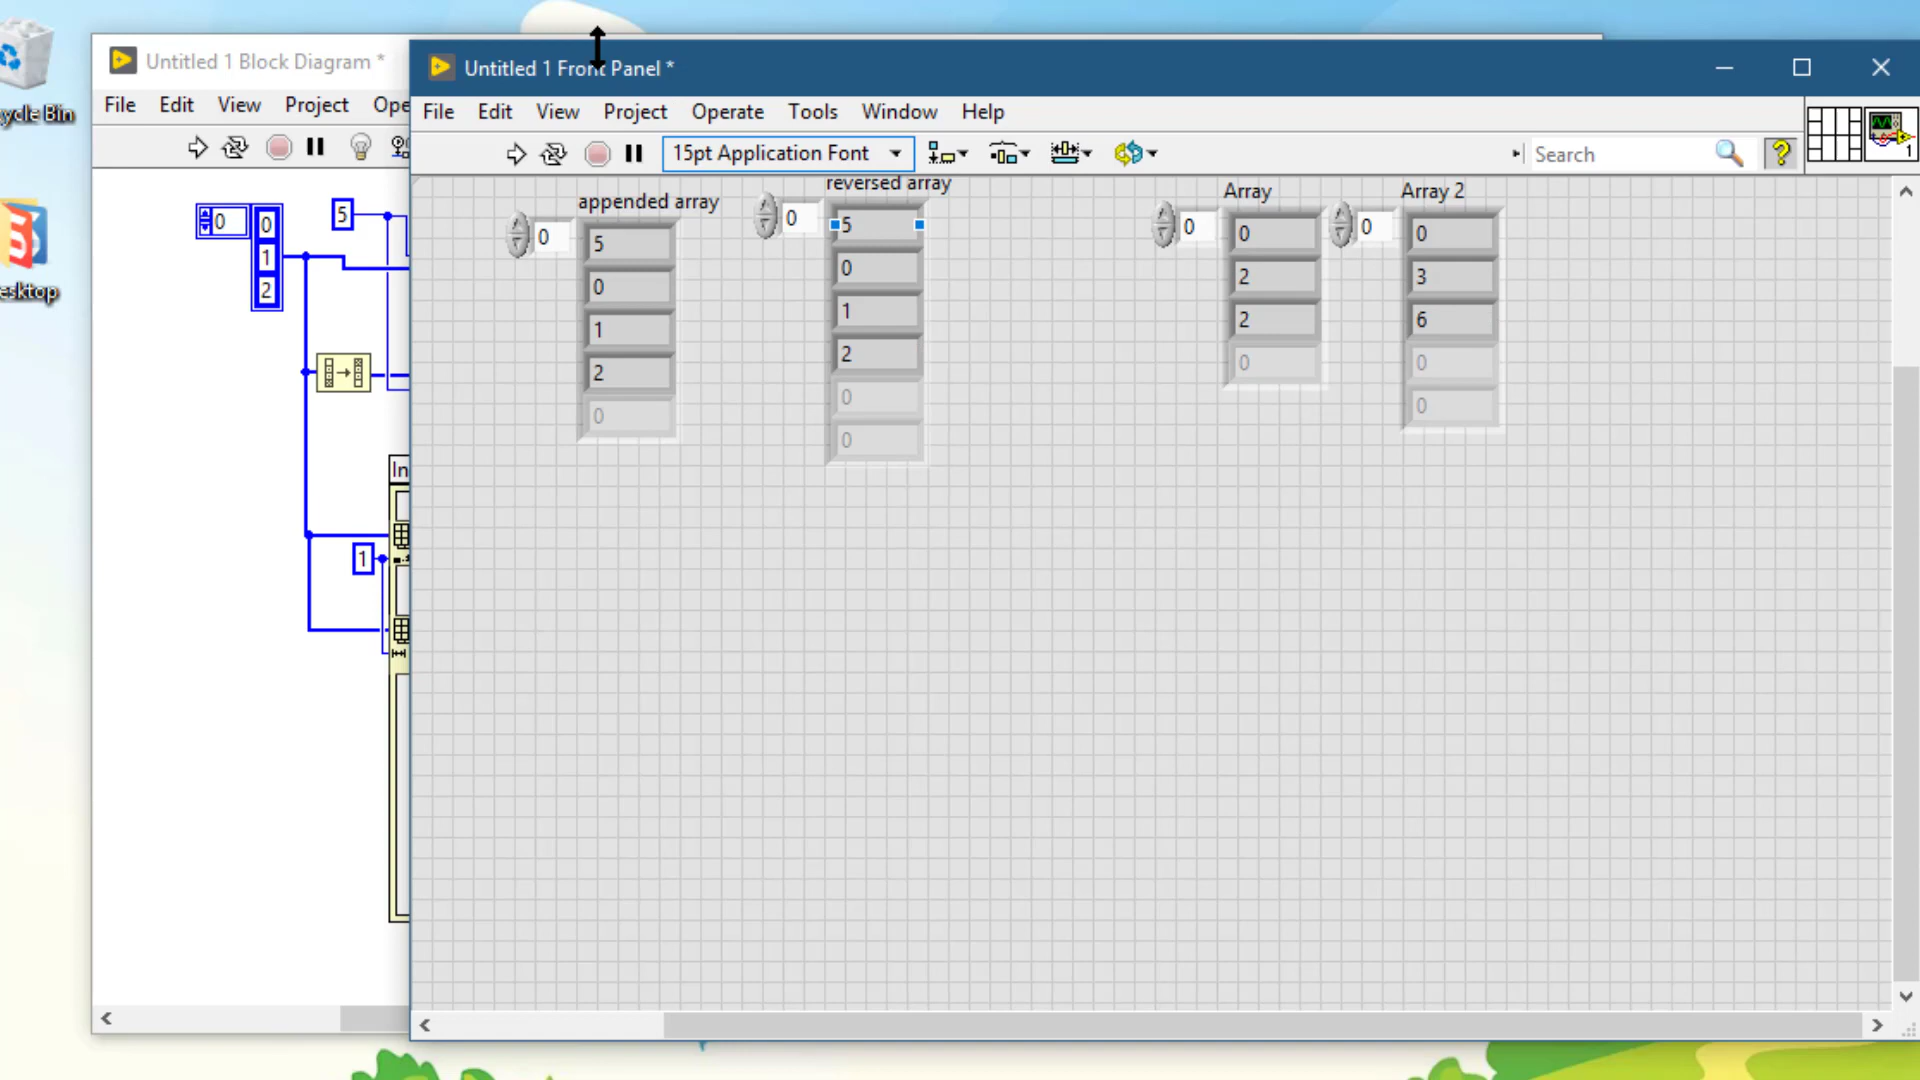 ycle Bin
esktop
Untitled 1 Block Diagram *
File Edit View Project Ope
0
0
1
2
5
1
In
Untitled 1 Front Panel *
File Edit View Project Operate Tools Window Help
15pt Application Font
Search
?
1
appended array
0
5
0
1
2
0
reversed array
0
5
0
1
2
0
0
Array
0
0
2
2
0
Array 2
0
0
3
6
0
0